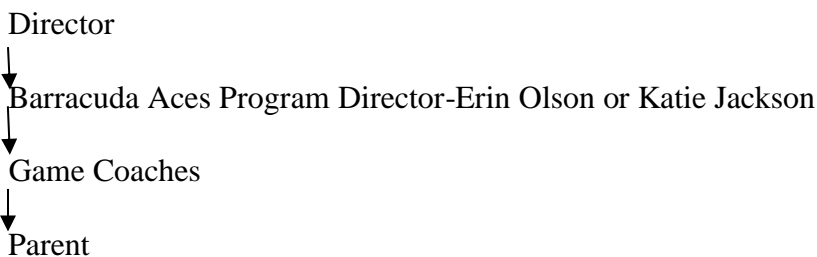 Director
Barracuda Aces Program Director-Erin Olson or Katie Jackson
Game Coaches
Parent